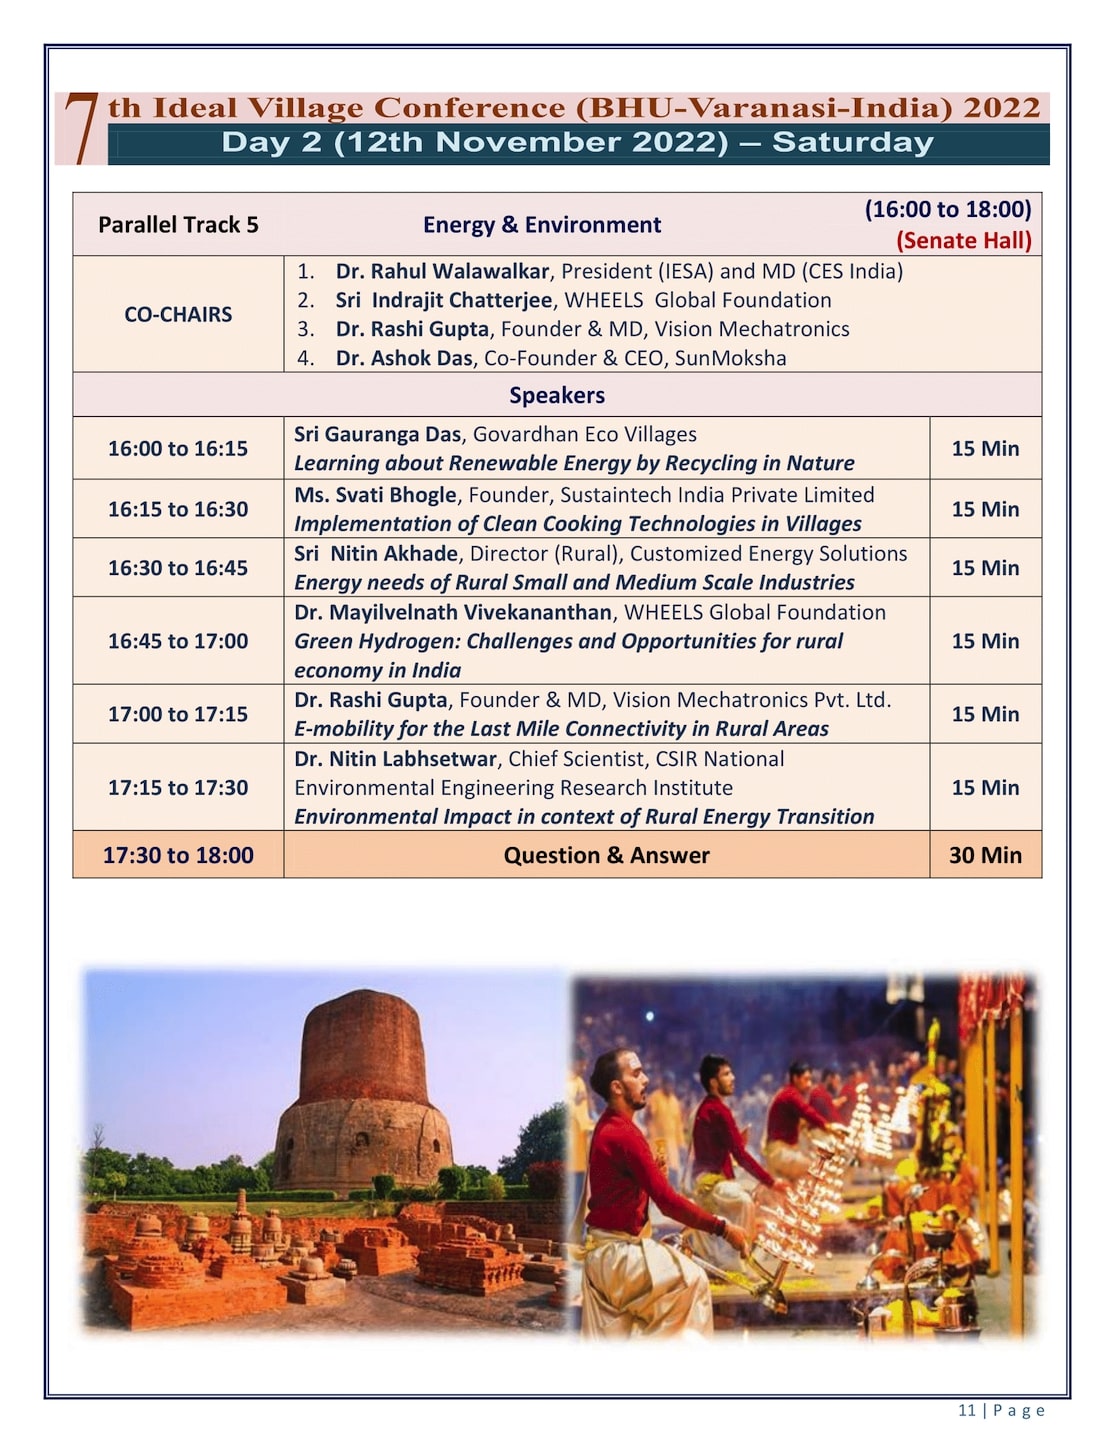 7th Ideal Village Conference (BHU-Varanasi-India) 2022
Day 2 (12th November 2022) – Saturday
Parallel Track 5
Energy & Environment
(16:00 to 18:00)
(Senate Hall)
CO-CHAIRS
1. Dr. Rahul Walawalkar, President (IESA) and MD (CES India)
2. Sri Indrajit Chatterjee, WHEELS Global Foundation
3. Dr. Rashi Gupta, Founder & MD, Vision Mechatronics
4. Dr. Ashok Das, Co-Founder & CEO, SunMoksha
Speakers
16:00 to 16:15
Sri Gauranga Das, Govardhan Eco Villages
Learning about Renewable Energy by Recycling in Nature
15 Min
16:15 to 16:30
Ms. Svati Bhogle, Founder, Sustaintech India Private Limited
Implementation of Clean Cooking Technologies in Villages
15 Min
16:30 to 16:45
Sri Nitin Akhade, Director (Rural), Customized Energy Solutions
Energy needs of Rural Small and Medium Scale Industries
15 Min
16:45 to 17:00
Dr. Mayilvelnath Vivekananthan, WHEELS Global Foundation
Green Hydrogen: Challenges and Opportunities for rural
economy in India
15 Min
17:00 to 17:15
Dr. Rashi Gupta, Founder & MD, Vision Mechatronics Pvt. Ltd.
E-mobility for the Last Mile Connectivity in Rural Areas
15 Min
17:15 to 17:30
Dr. Nitin Labhsetwar, Chief Scientist, CSIR National
Environmental Engineering Research Institute
Environmental Impact in context of Rural Energy Transition
15 Min
17:30 to 18:00
Question & Answer
30 Min
11 | Page